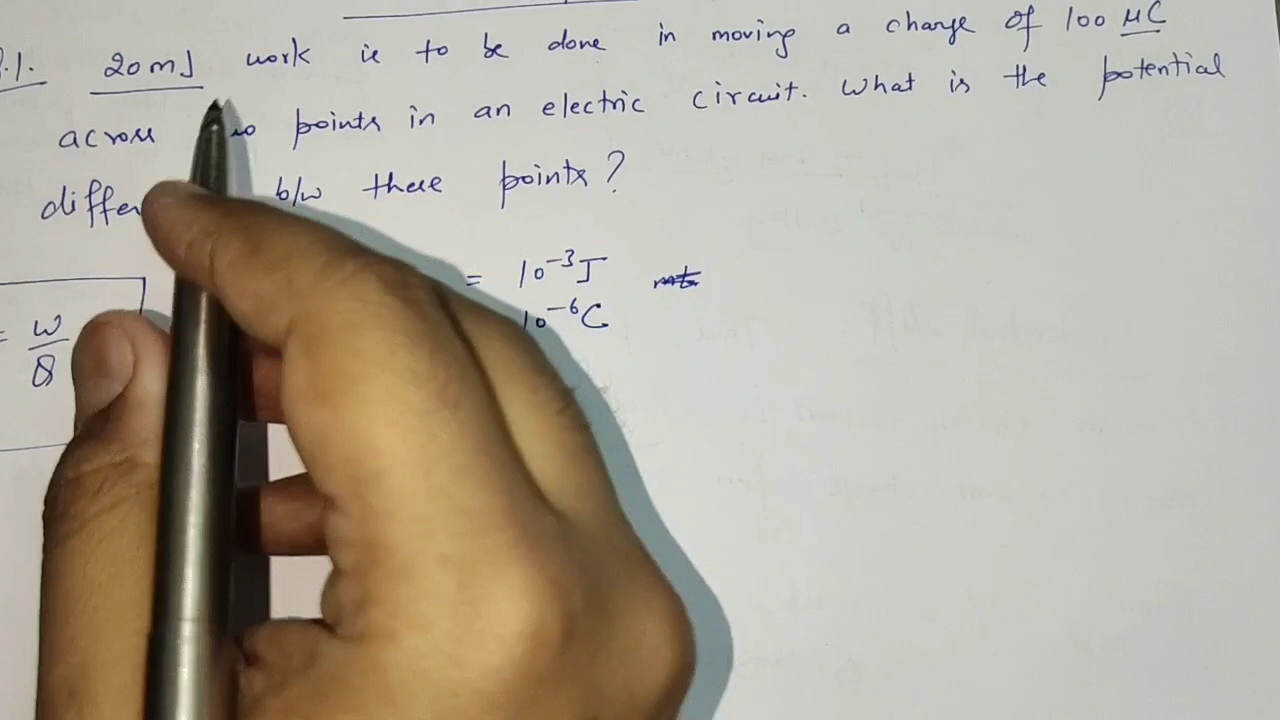 .1. 20mJ work is to be done in moving a charge of 100 μC
across points in an electric circuit. What is the potential
b/w these points?
= 10⁻³J
10⁻⁶C
= W
Q